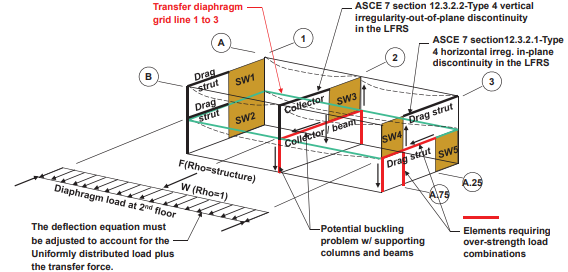 Transfer diaphragm
grid line 1 to 3
ASCE 7 section 12.3.2.2-Type 4 vertical
irregularity-out-of-plane discontinuity
in the LFRS
ASCE 7 section12.3.2.1-Type
4 horizontal irreg. in-plane
discontinuity in the LFRS
A
1
2
3
B
Drag
strut
SW1
Drag
strut
SW2
Collector
SW3
Collector / beam
Drag strut
SW4
Drag strut
SW5
A.25
A.75
F(Rho=structure)
W (Rho=1)
Diaphragm load at 2nd floor
The deflection equation must
be adjusted to account for the
Uniformly distributed load plus
the transfer force.
Potential buckling
problem w/ supporting
columns and beams
Elements requiring
over-strength load
combinations